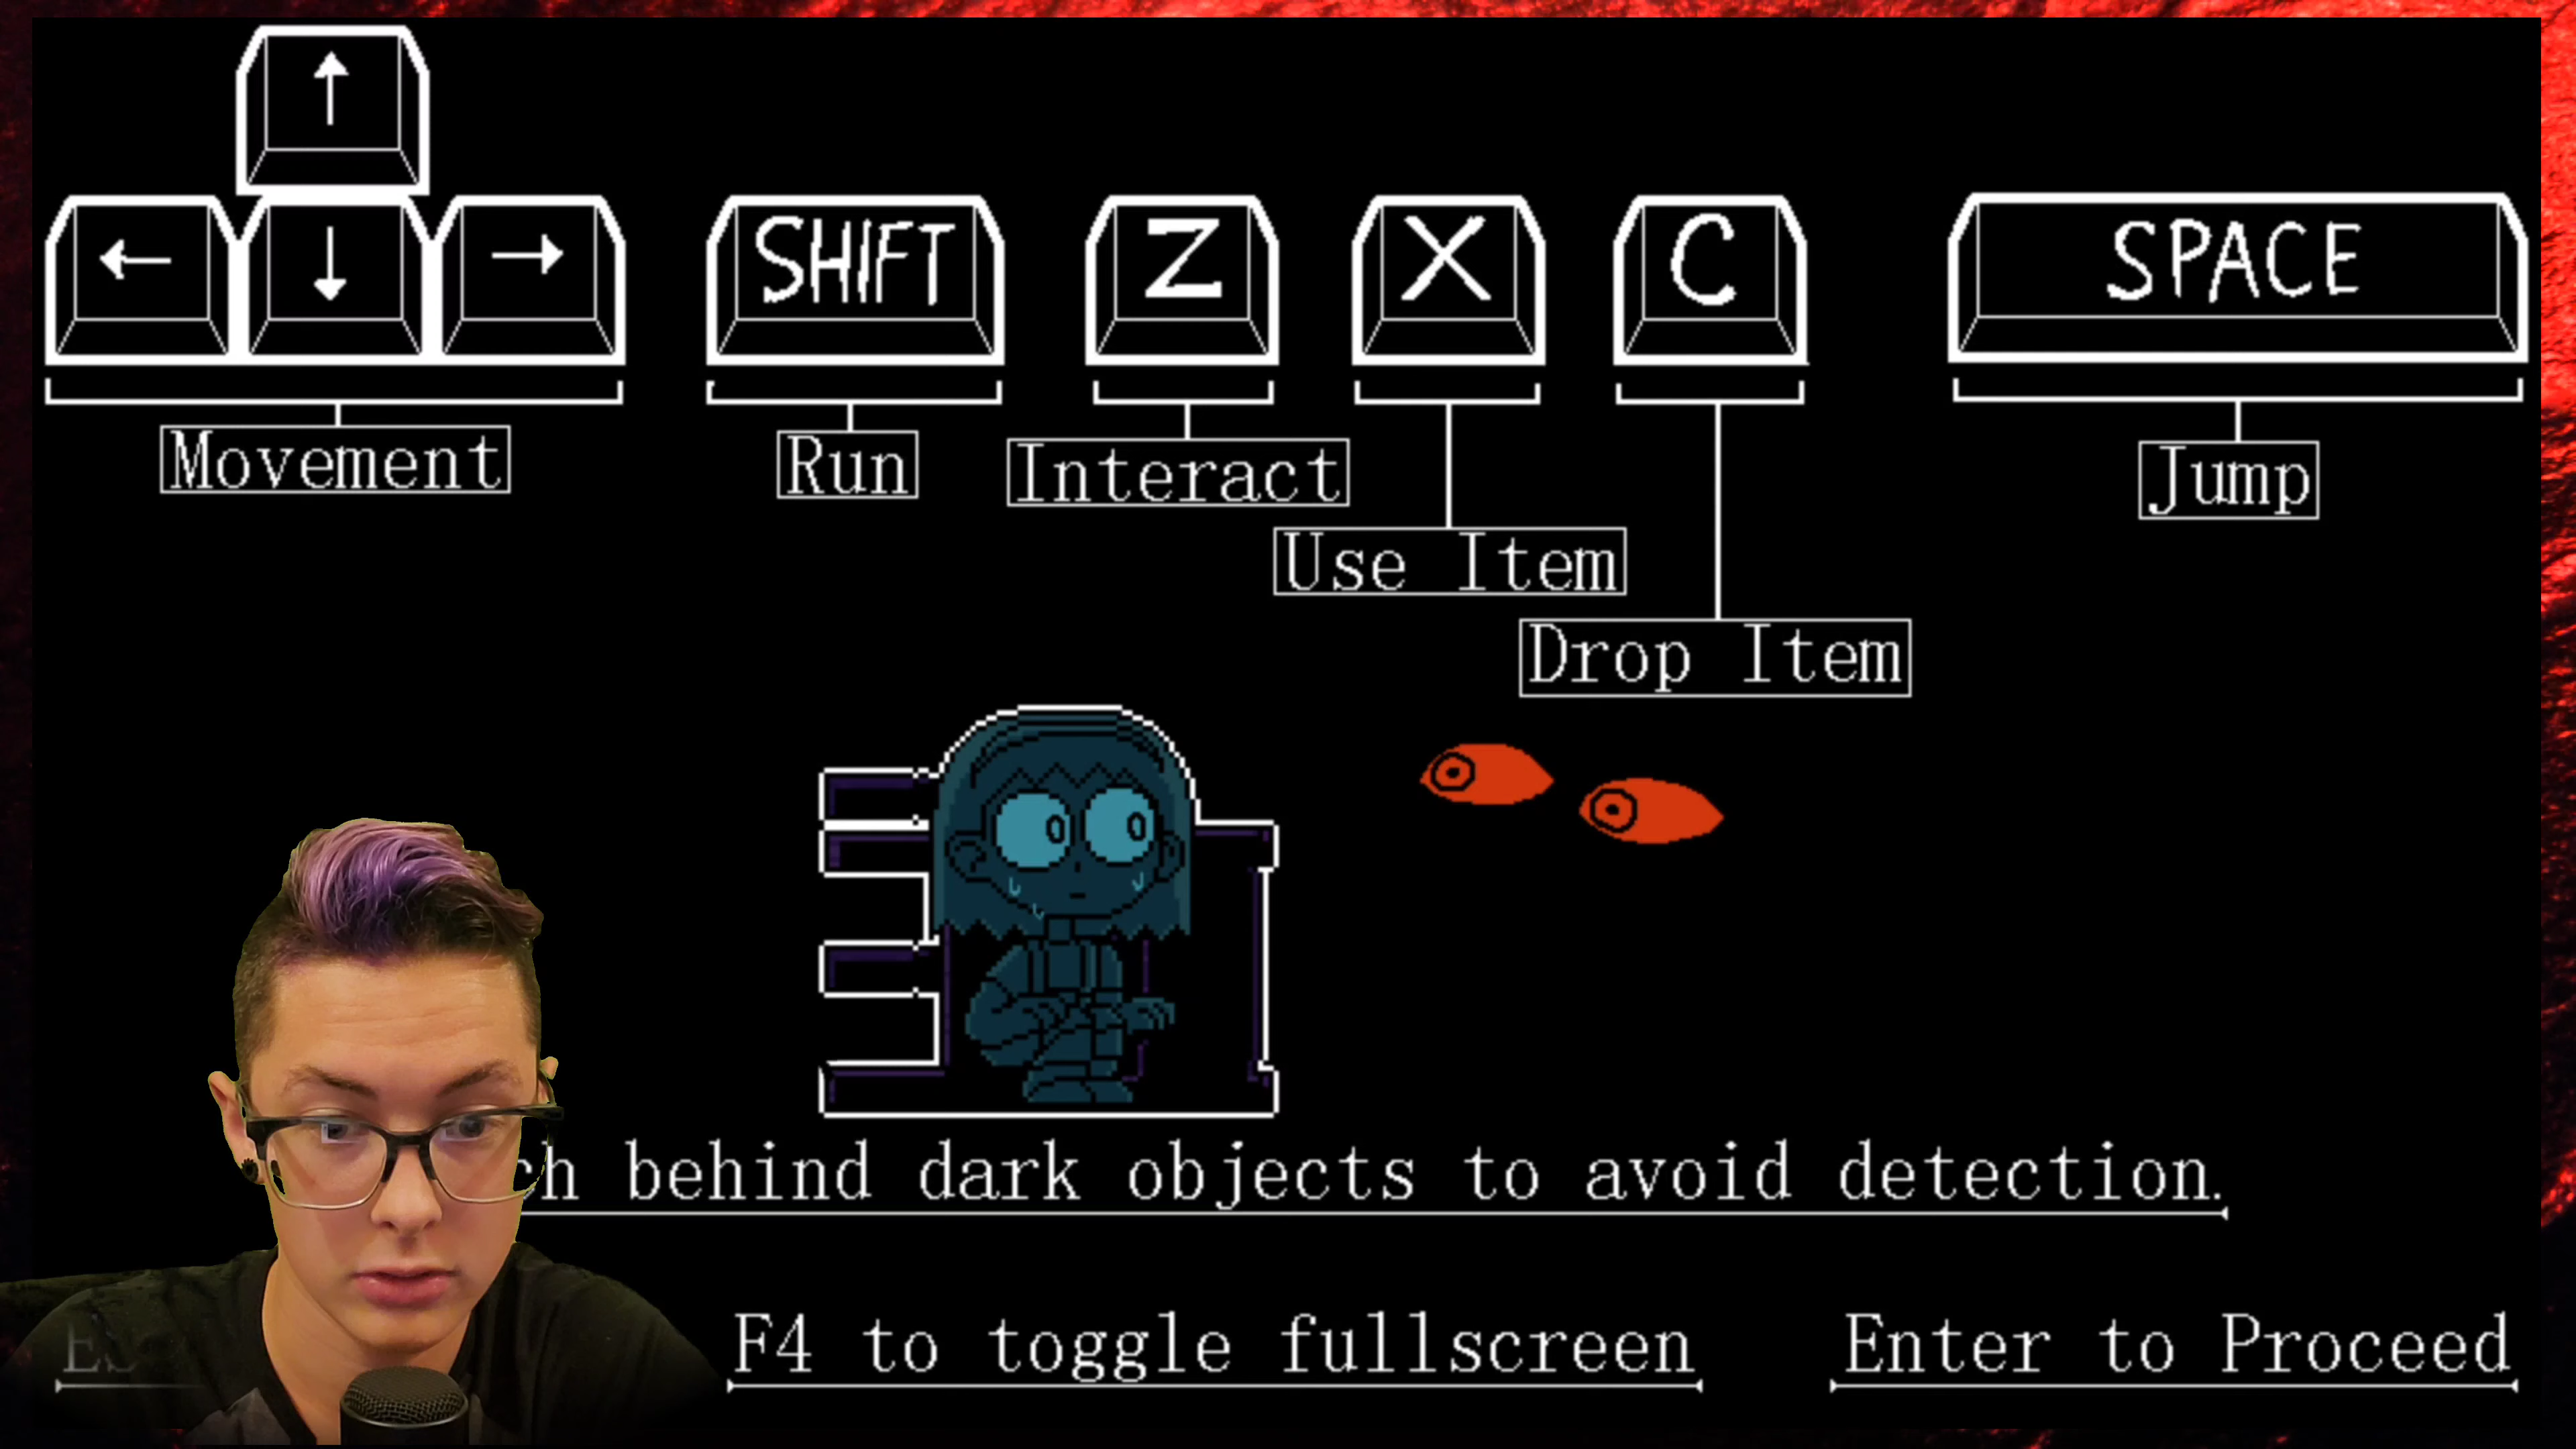 ↑
← ↓ → SHIFT Z X C SPACE
Movement Run Interact Jump
Use Item
Drop Item
behind dark objects to avoid detection.
F4 to toggle fullscreen Enter to Proceed